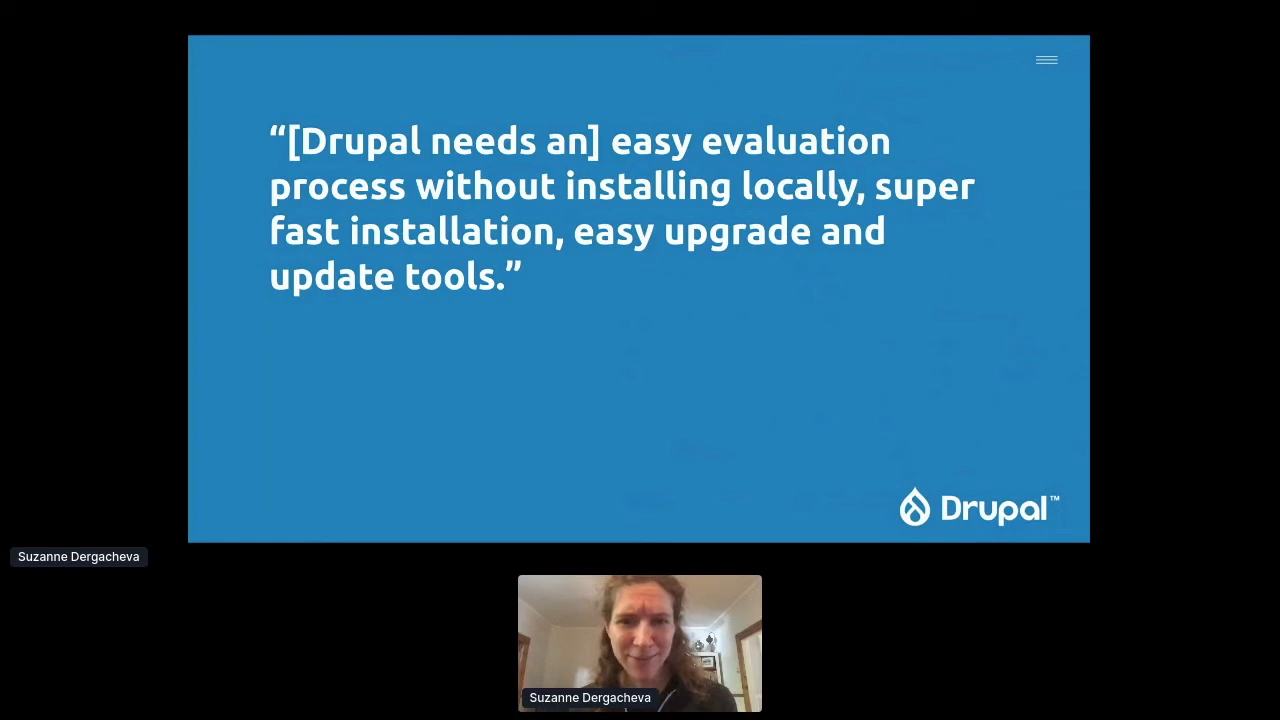 “[Drupal needs an] easy evaluation
process without installing locally, super
fast installation, easy upgrade and
update tools.”
Drupal™
Suzanne Dergacheva
Suzanne Dergacheva